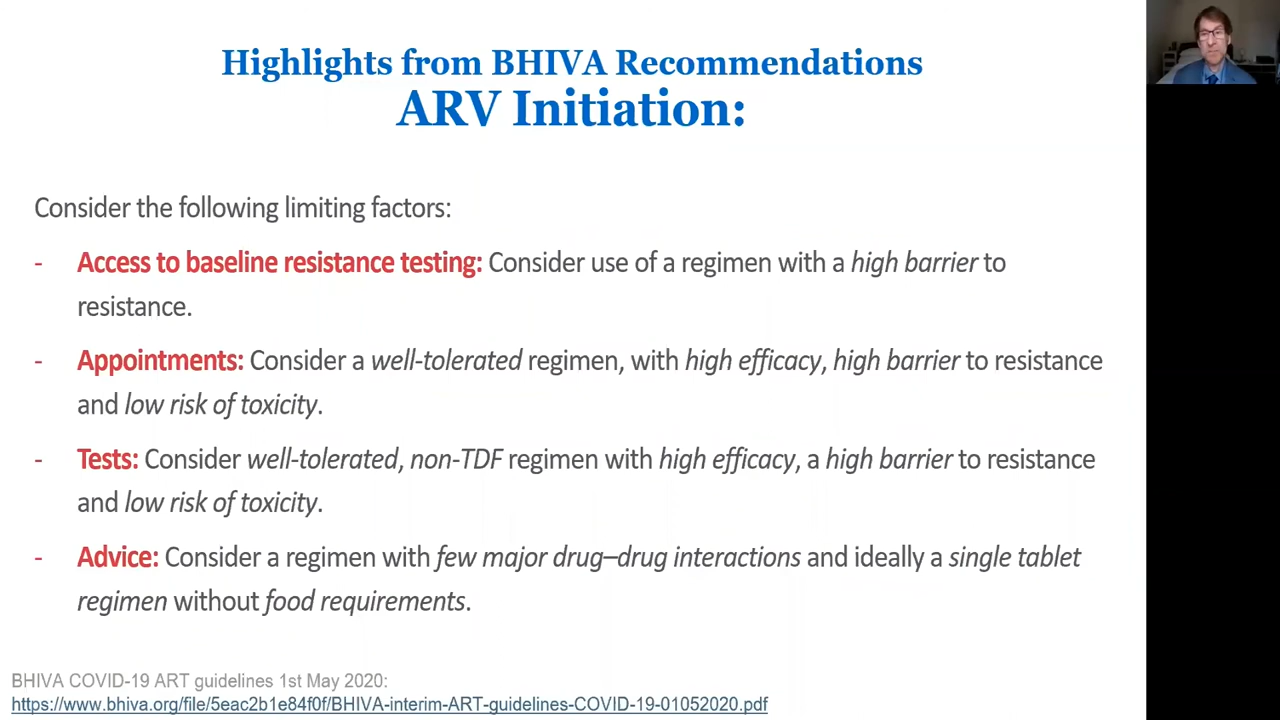 Highlights from BHIVA Recommendations
ARV Initiation:
Consider the following limiting factors:
- Access to baseline resistance testing: Consider use of a regimen with a high barrier to
resistance.
- Appointments: Consider a well-tolerated regimen, with high efficacy, high barrier to resistance
and low risk of toxicity.
- Tests: Consider well-tolerated, non-TDF regimen with high efficacy, a high barrier to resistance
and low risk of toxicity.
- Advice: Consider a regimen with few major drug–drug interactions and ideally a single tablet
regimen without food requirements.
BHIVA COVID-19 ART guidelines 1st May 2020:
https://www.bhiva.org/file/5eac2b1e84f0f/BHIVA-interim-ART-guidelines-COVID-19-01052020.pdf